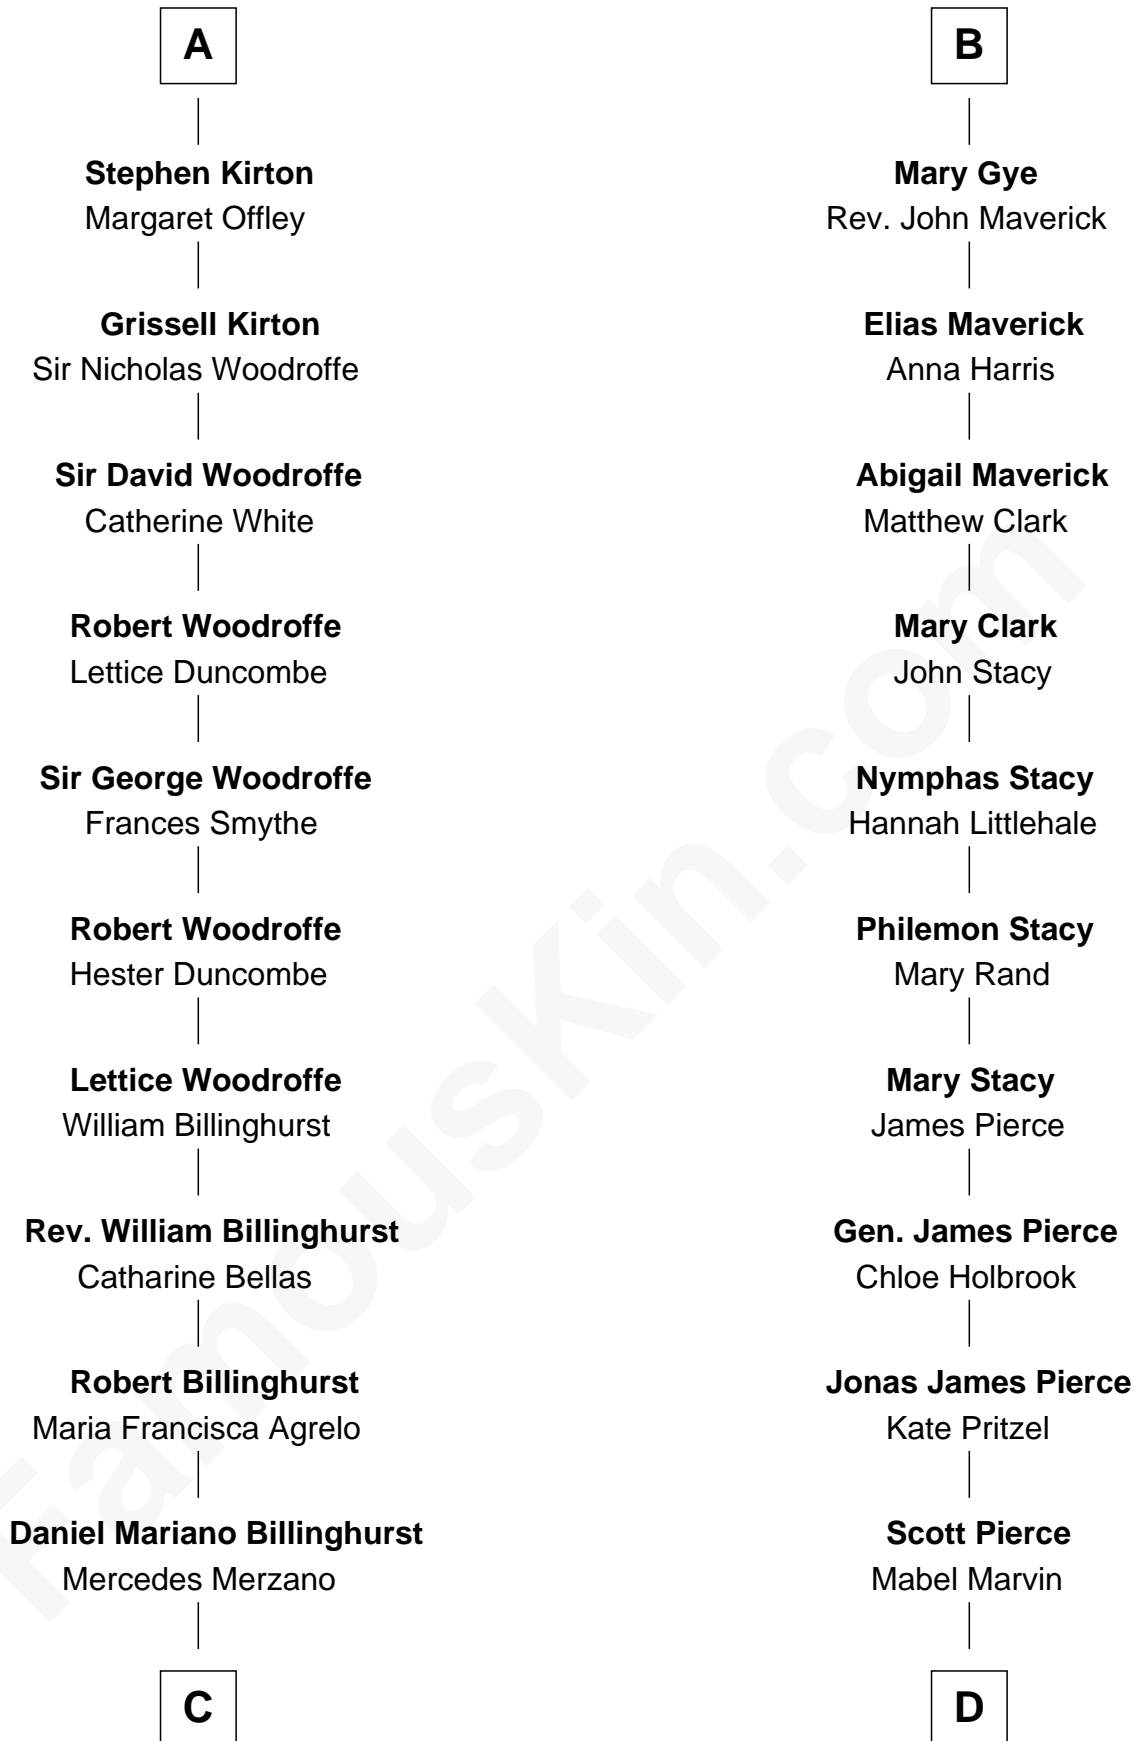 A
Stephen Kirton
Margaret Offley
Grissell Kirton
Sir Nicholas Woodroffe
Sir David Woodroffe
Catherine White
Robert Woodroffe
Lettice Duncombe
Sir George Woodroffe
Frances Smythe
Robert Woodroffe
Hester Duncombe
Lettice Woodroffe
William Billinghurst
Rev. William Billinghurst
Catharine Bellas
Robert Billinghurst
Maria Francisca Agrelo
Daniel Mariano Billinghurst
Mercedes Merzano
C
B
Mary Gye
Rev. John Maverick
Elias Maverick
Anna Harris
Abigail Maverick
Matthew Clark
Mary Clark
John Stacy
Nymphas Stacy
Hannah Littlehale
Philemon Stacy
Mary Rand
Mary Stacy
James Pierce
Gen. James Pierce
Chloe Holbrook
Jonas James Pierce
Kate Pritzel
Scott Pierce
Mabel Marvin
D
FamousKin.com